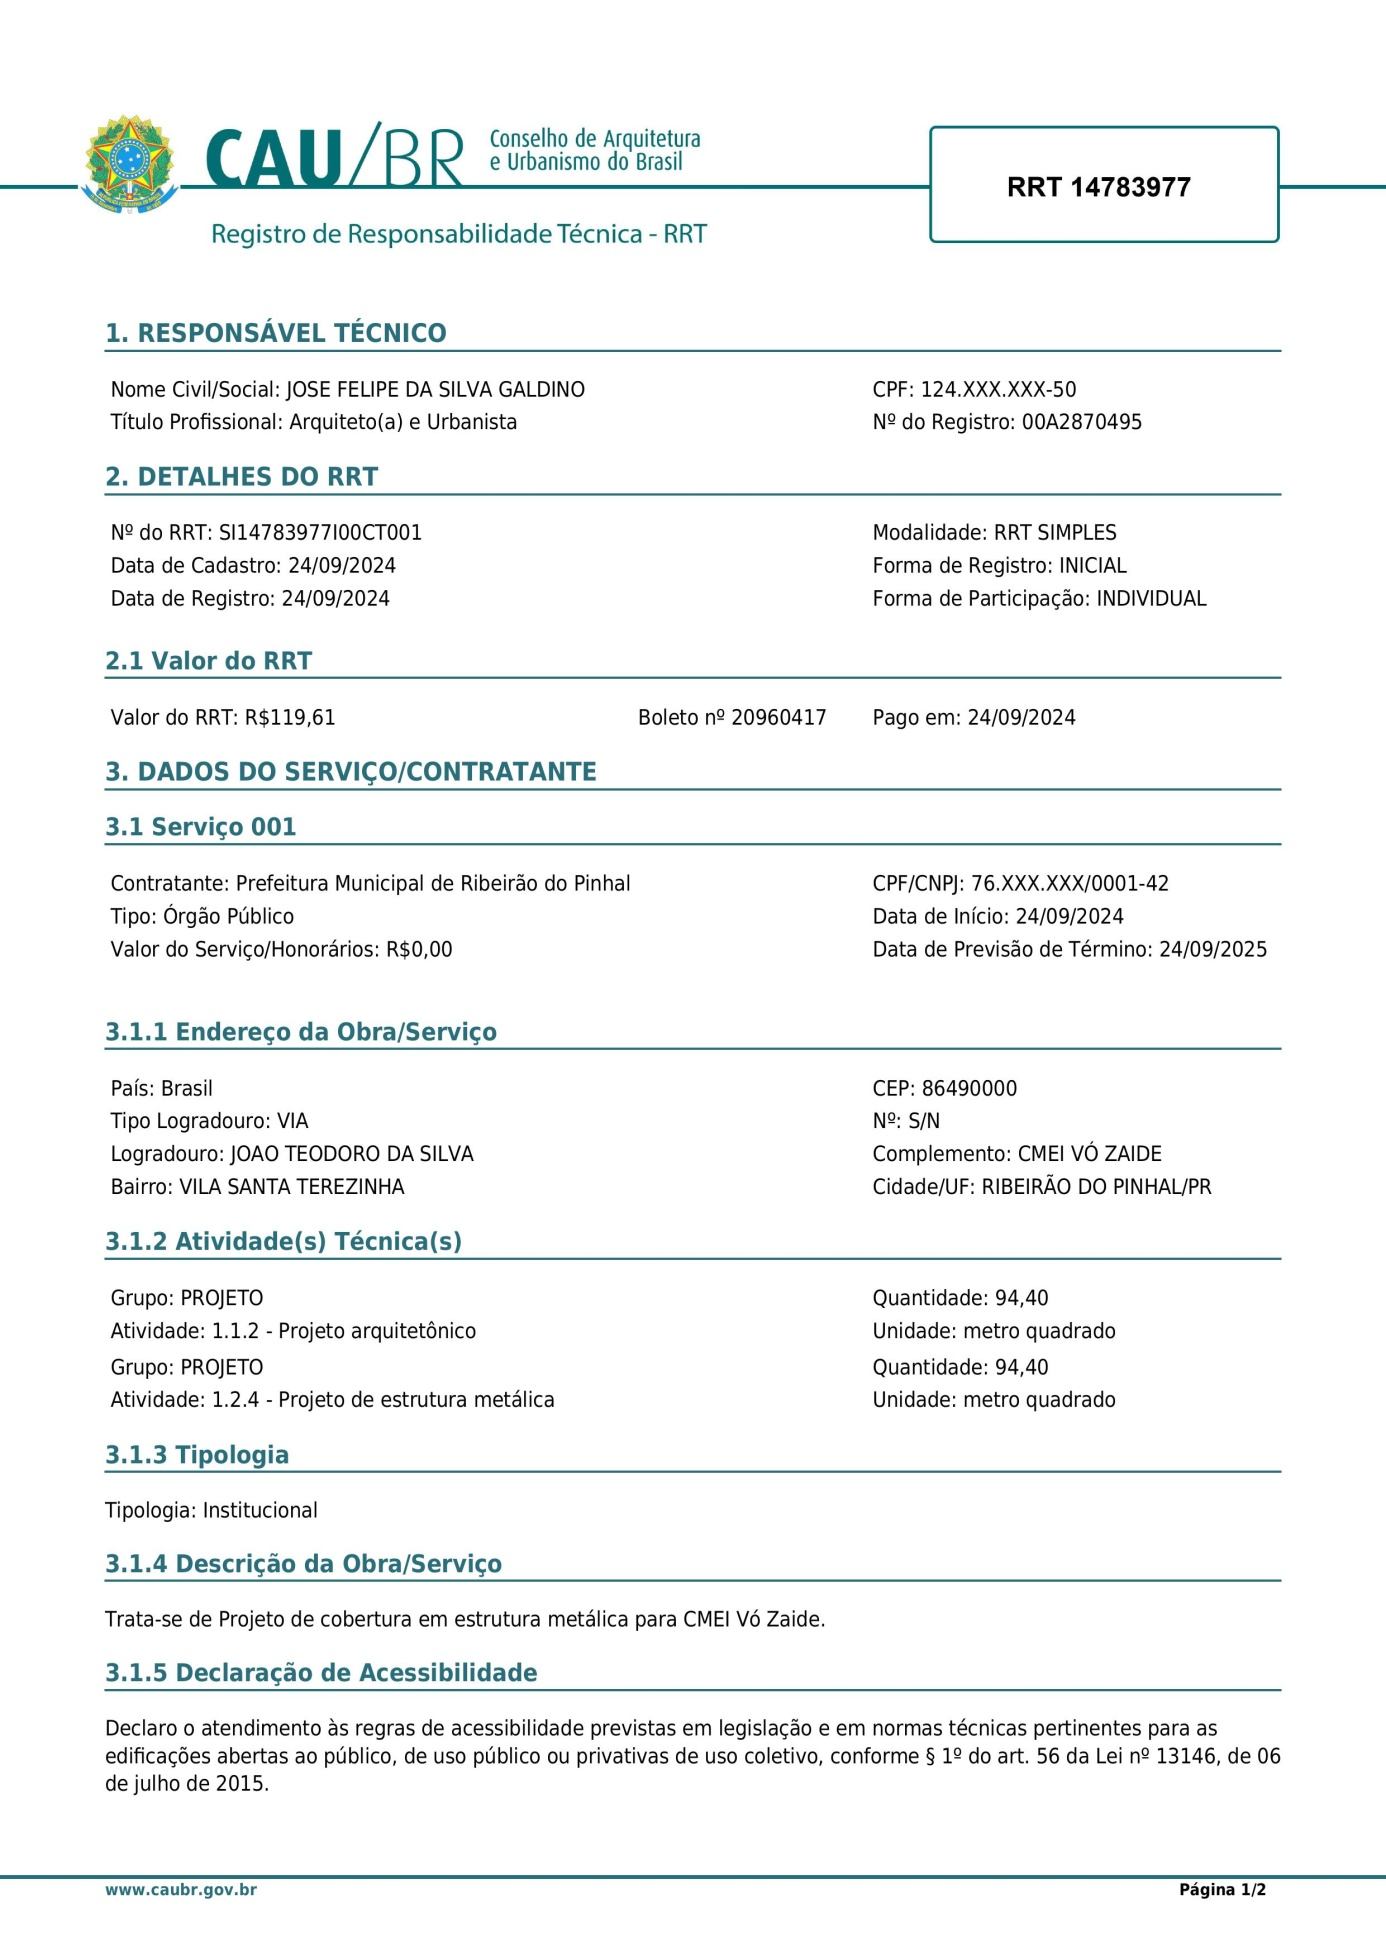 CAU/BR Conselho de Arquitetura
e Urbanismo do Brasil
RRT 14783977
Registro de Responsabilidade Técnica - RRT
1. RESPONSÁVEL TÉCNICO
Nome Civil/Social: JOSE FELIPE DA SILVA GALDINO CPF: 124.XXX.XXX-50
Título Profissional: Arquiteto(a) e Urbanista Nº do Registro: 00A2870495
2. DETALHES DO RRT
Nº do RRT: SI14783977I00CT001 Modalidade: RRT SIMPLES
Data de Cadastro: 24/09/2024 Forma de Registro: INICIAL
Data de Registro: 24/09/2024 Forma de Participação: INDIVIDUAL
2.1 Valor do RRT
Valor do RRT: R$119,61 Boleto nº 20960417 Pago em: 24/09/2024
3. DADOS DO SERVIÇO/CONTRATANTE
3.1 Serviço 001
Contratante: Prefeitura Municipal de Ribeirão do Pinhal CPF/CNPJ: 76.XXX.XXX/0001-42
Tipo: Órgão Público Data de Início: 24/09/2024
Valor do Serviço/Honorários: R$0,00 Data de Previsão de Término: 24/09/2025
3.1.1 Endereço da Obra/Serviço
País: Brasil CEP: 86490000
Tipo Logradouro: VIA Nº: S/N
Logradouro: JOAO TEODORO DA SILVA Complemento: CMEI VÓ ZAIDE
Bairro: VILA SANTA TEREZINHA Cidade/UF: RIBEIRÃO DO PINHAL/PR
3.1.2 Atividade(s) Técnica(s)
Grupo: PROJETO Quantidade: 94,40
Atividade: 1.1.2 - Projeto arquitetônico Unidade: metro quadrado
Grupo: PROJETO Quantidade: 94,40
Atividade: 1.2.4 - Projeto de estrutura metálica Unidade: metro quadrado
3.1.3 Tipologia
Tipologia: Institucional
3.1.4 Descrição da Obra/Serviço
Trata-se de Projeto de cobertura em estrutura metálica para CMEI Vó Zaide.
3.1.5 Declaração de Acessibilidade
Declaro o atendimento às regras de acessibilidade previstas em legislação e em normas técnicas pertinentes para as
edificações abertas ao público, de uso público ou privativas de uso coletivo, conforme § 1º do art. 56 da Lei nº 13146, de 06
de julho de 2015.
www.caubr.gov.br Página 1/2